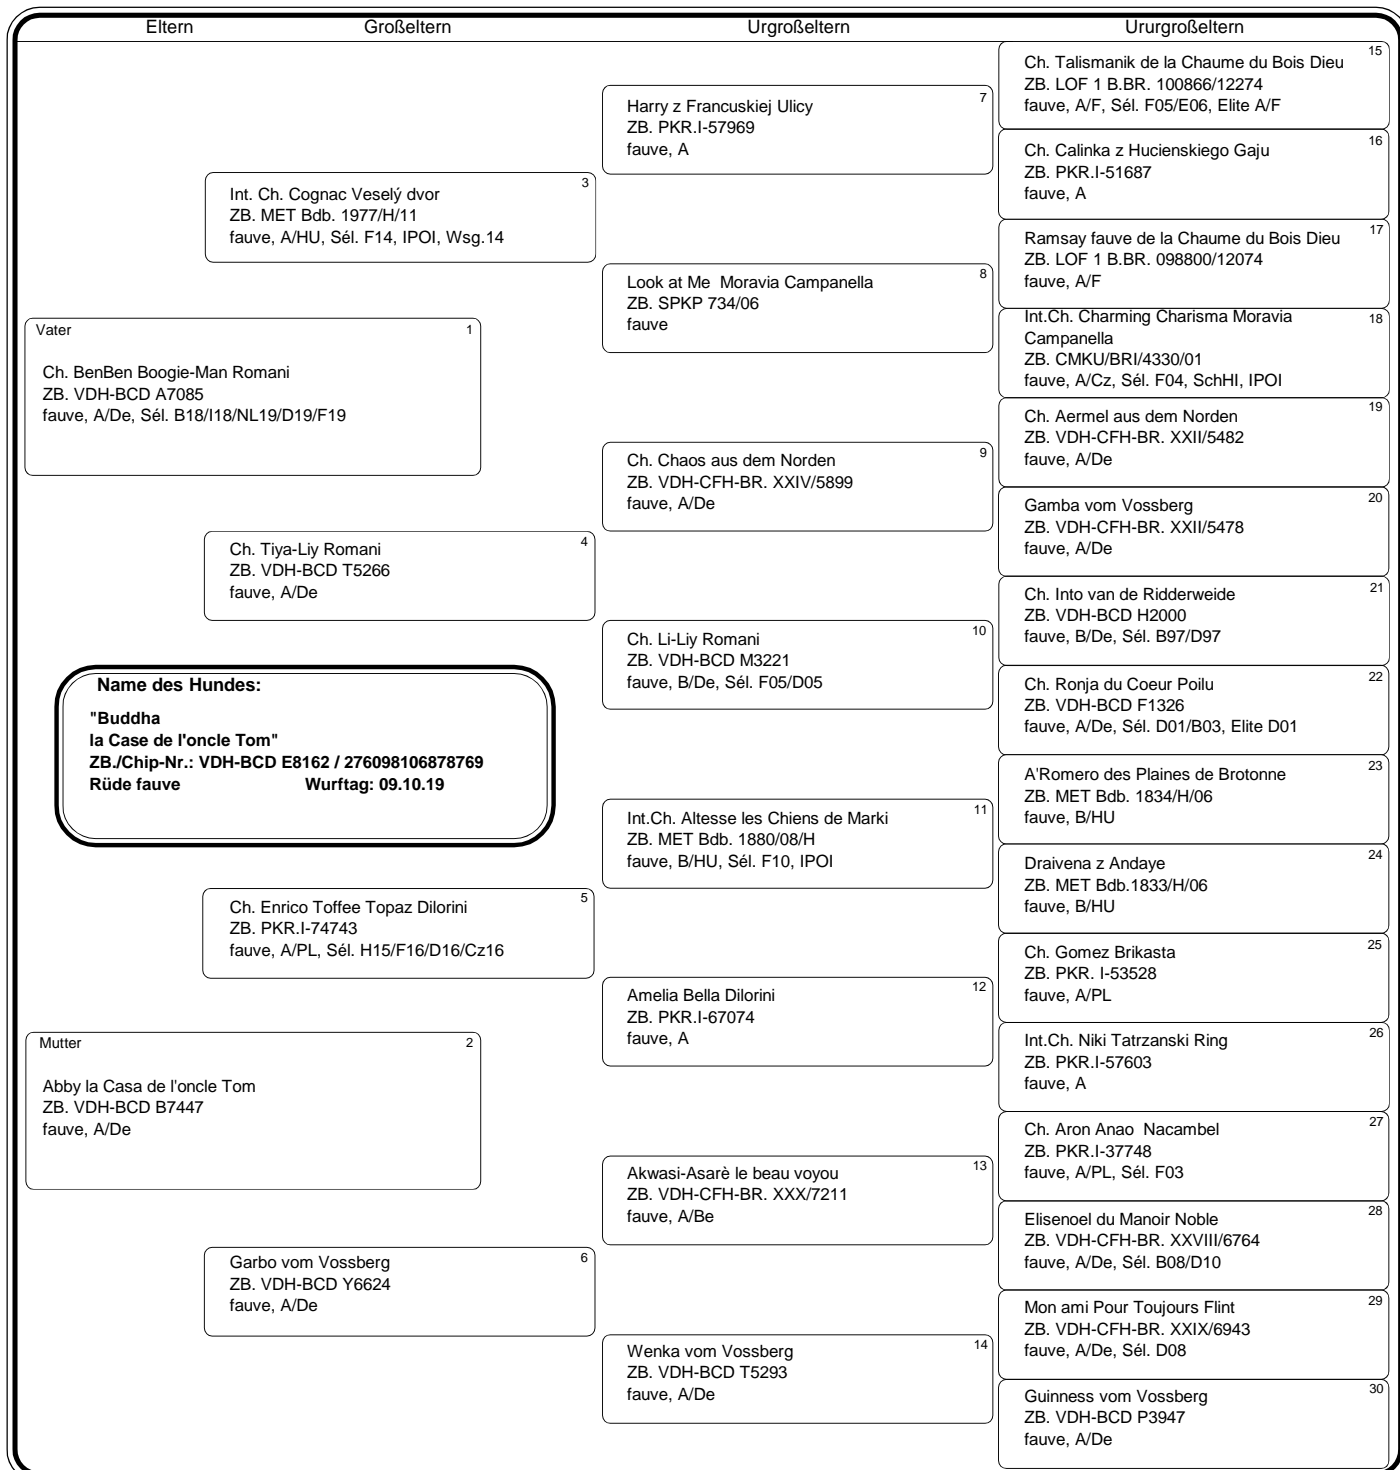 Eltern Großeltern Urgroßeltern Ururgroßeltern
Vater 1
Ch. BenBen Boogie-Man Romani
ZB. VDH-BCD A7085
fauve, A/De, Sél. B18/I18/NL19/D19/F19
Mutter 2
Abby la Casa de l'oncle Tom
ZB. VDH-BCD B7447
fauve, A/De
Name des Hundes:
"Buddha
la Case de l'oncle Tom"
ZB./Chip-Nr.: VDH-BCD E8162 / 276098106878769
Rüde fauve Wurftag: 09.10.19
3
Int. Ch. Cognac Veselý dvor
ZB. MET Bdb. 1977/H/11
fauve, A/HU, Sél. F14, IPOI, Wsg.14
4
Ch. Tiya-Liy Romani
ZB. VDH-BCD T5266
fauve, A/De
5
Ch. Enrico Toffee Topaz Dilorini
ZB. PKR.I-74743
fauve, A/PL, Sél. H15/F16/D16/Cz16
6
Garbo vom Vossberg
ZB. VDH-BCD Y6624
fauve, A/De
7
Harry z Francuskiej Ulicy
ZB. PKR.I-57969
fauve, A
8
Look at Me  Moravia Campanella
ZB. SPKP 734/06
fauve
9
Ch. Chaos aus dem Norden
ZB. VDH-CFH-BR. XXIV/5899
fauve, A/De
10
Ch. Li-Liy Romani
ZB. VDH-BCD M3221
fauve, B/De, Sél. F05/D05
11
Int.Ch. Altesse les Chiens de Marki
ZB. MET Bdb. 1880/08/H
fauve, B/HU, Sél. F10, IPOI
12
Amelia Bella Dilorini
ZB. PKR.I-67074
fauve, A
13
Akwasi-Asarè le beau voyou
ZB. VDH-CFH-BR. XXX/7211
fauve, A/Be
14
Wenka vom Vossberg
ZB. VDH-BCD T5293
fauve, A/De
15
Ch. Talismanik de la Chaume du Bois Dieu
ZB. LOF 1 B.BR. 100866/12274
fauve, A/F, Sél. F05/E06, Elite A/F
16
Ch. Calinka z Hucienskiego Gaju
ZB. PKR.I-51687
fauve, A
17
Ramsay fauve de la Chaume du Bois Dieu
ZB. LOF 1 B.BR. 098800/12074
fauve, A/F
18
Int.Ch. Charming Charisma Moravia
Campanella
ZB. CMKU/BRI/4330/01
fauve, A/Cz, Sél. F04, SchHI, IPOI
19
Ch. Aermel aus dem Norden
ZB. VDH-CFH-BR. XXII/5482
fauve, A/De
20
Gamba vom Vossberg
ZB. VDH-CFH-BR. XXII/5478
fauve, A/De
21
Ch. Into van de Ridderweide
ZB. VDH-BCD H2000
fauve, B/De, Sél. B97/D97
22
Ch. Ronja du Coeur Poilu
ZB. VDH-BCD F1326
fauve, A/De, Sél. D01/B03, Elite D01
23
A'Romero des Plaines de Brotonne
ZB. MET Bdb. 1834/H/06
fauve, B/HU
24
Draivena z Andaye
ZB. MET Bdb.1833/H/06
fauve, B/HU
25
Ch. Gomez Brikasta
ZB. PKR. I-53528
fauve, A/PL
26
Int.Ch. Niki Tatrzanski Ring
ZB. PKR.I-57603
fauve, A
27
Ch. Aron Anao  Nacambel
ZB. PKR.I-37748
fauve, A/PL, Sél. F03
28
Elisenoel du Manoir Noble
ZB. VDH-CFH-BR. XXVIII/6764
fauve, A/De, Sél. B08/D10
29
Mon ami Pour Toujours Flint
ZB. VDH-CFH-BR. XXIX/6943
fauve, A/De, Sél. D08
30
Guinness vom Vossberg
ZB. VDH-BCD P3947
fauve, A/De